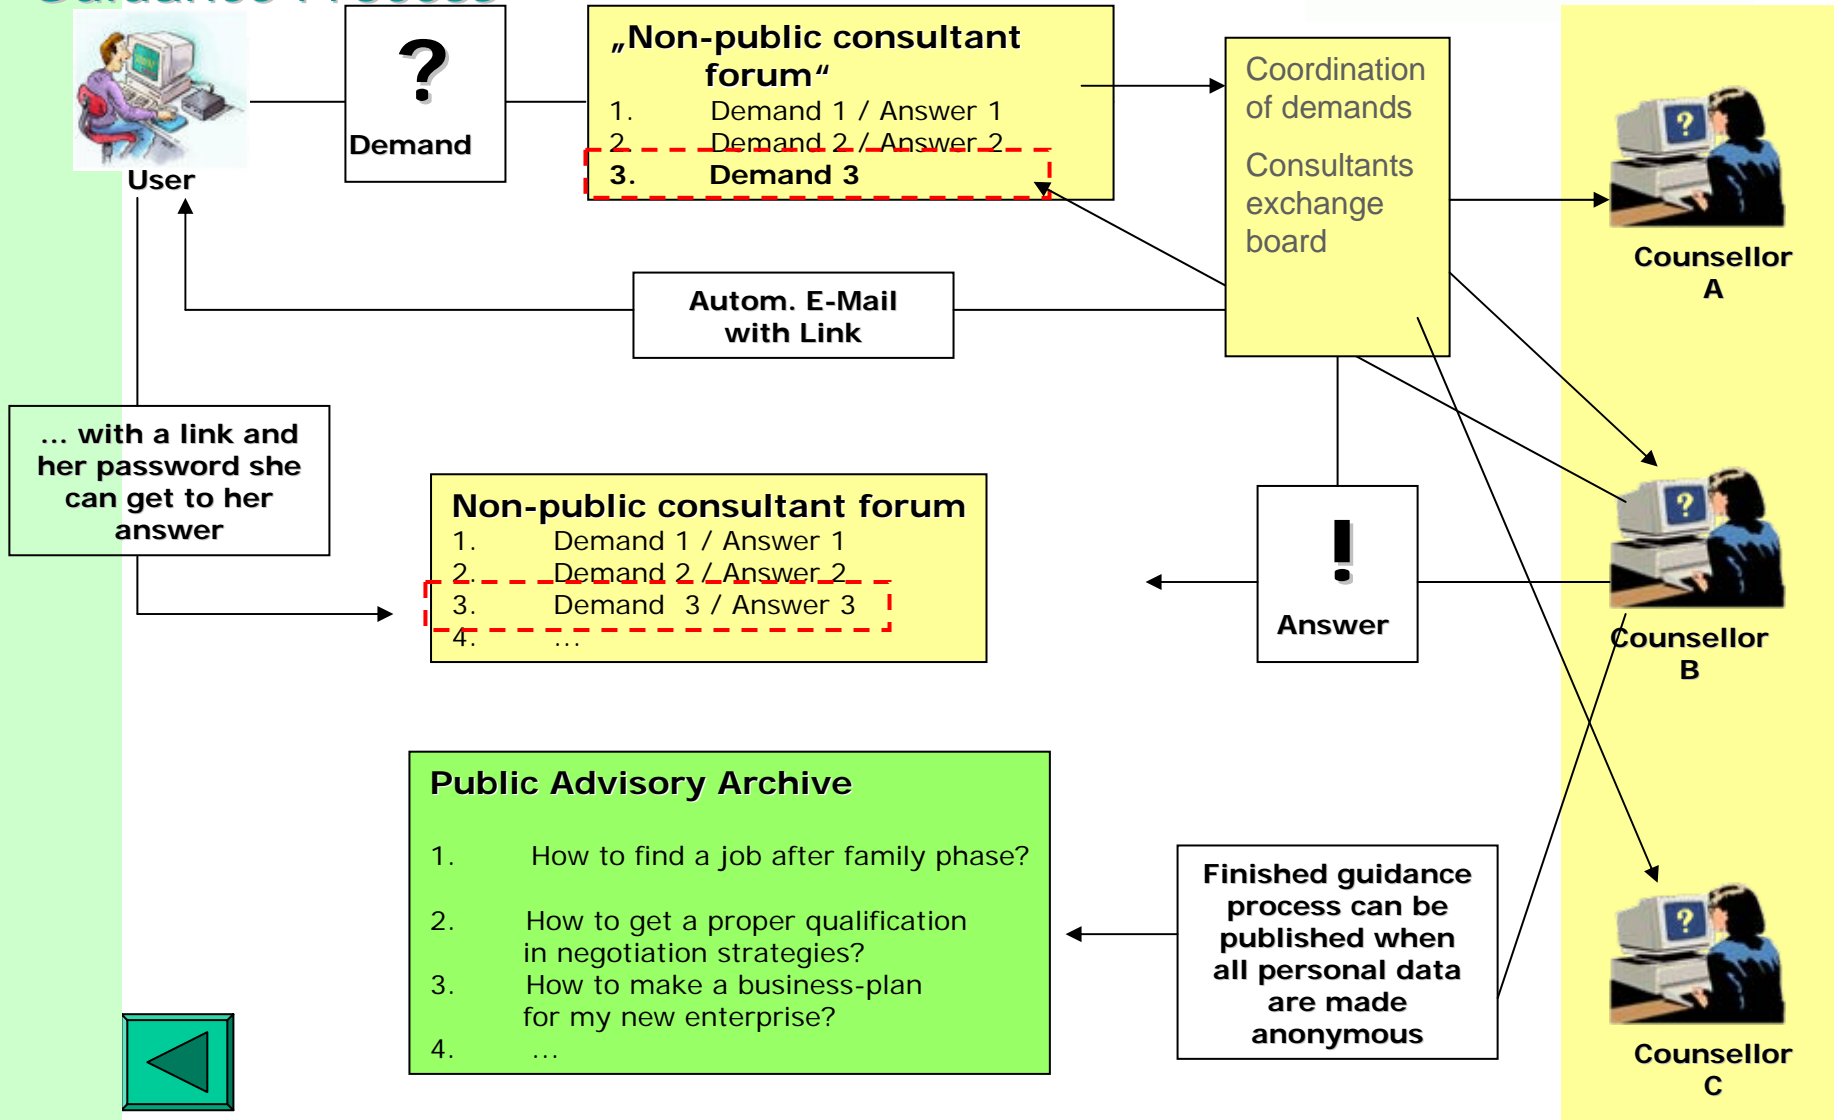 Guidance Process
?
Demand
User
„Non-public consultant
forum“
1. Demand 1 / Answer 1
2. Demand 2 / Answer 2
3. Demand 3
Coordination
of demands
Consultants
exchange
board
?
Counsellor
A
Autom. E-Mail
with Link
... with a link and
her password she
can get to her
answer
Non-public consultant forum
1. Demand 1 / Answer 1
2. Demand 2 / Answer 2
3. Demand 3 / Answer 3
4. ...
!
Answer
?
Counsellor
B
Public Advisory Archive
1. How to find a job after family phase?
2. How to get a proper qualification
in negotiation strategies?
3. How to make a business-plan
for my new enterprise?
4. ...
Finished guidance
process can be
published when
all personal data
are made
anonymous
?
Counsellor
C